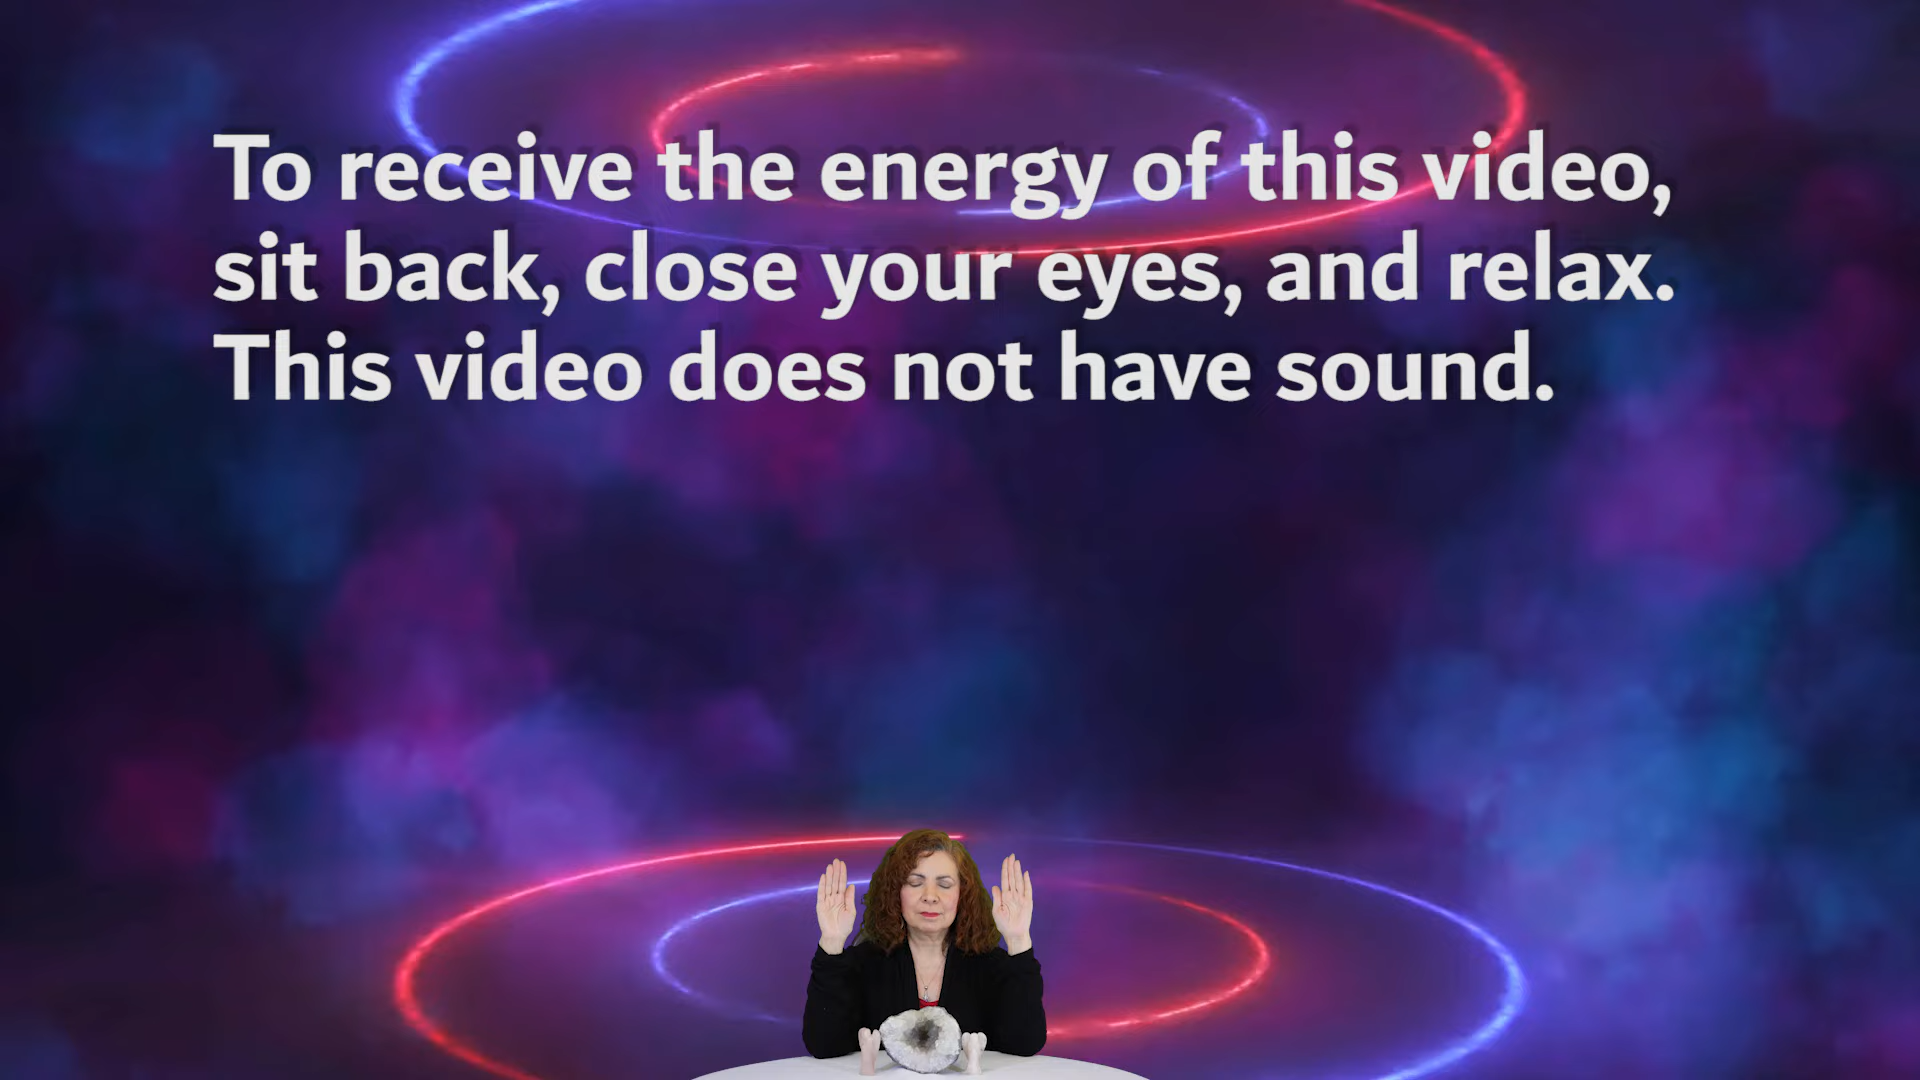 To receive the energy of this video,
sit back, close your eyes, and relax.
This video does not have sound.